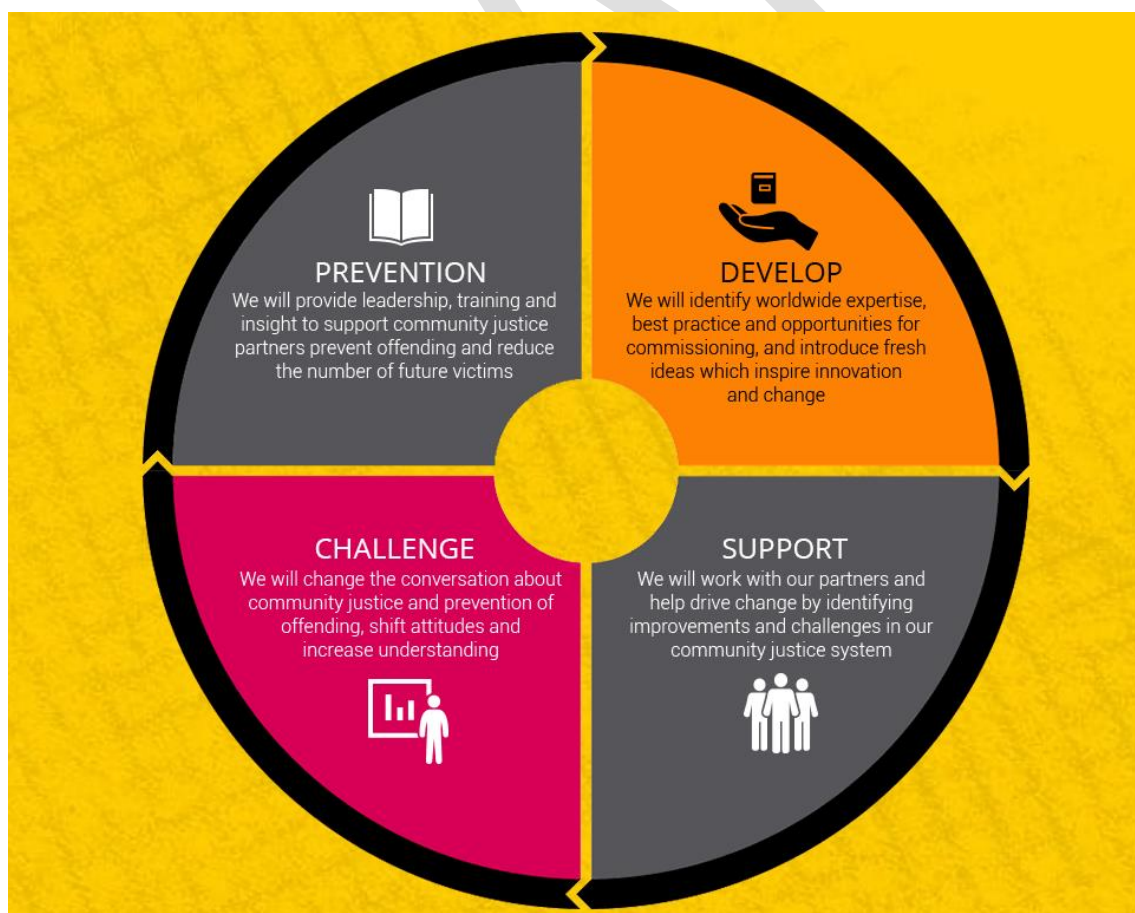 PREVENTION
We will provide leadership, training and
insight to support community justice
partners prevent offending and reduce
the number of future victims
DEVELOP
We will identify worldwide expertise,
best practice and opportunities for
commissioning, and introduce fresh
ideas which inspire innovation
and change
CHALLENGE
We will change the conversation about
community justice and prevention of
offending, shift attitudes and
increase understanding
SUPPORT
We will work with our partners and
help drive change by identifying
improvements and challenges in our
community justice system